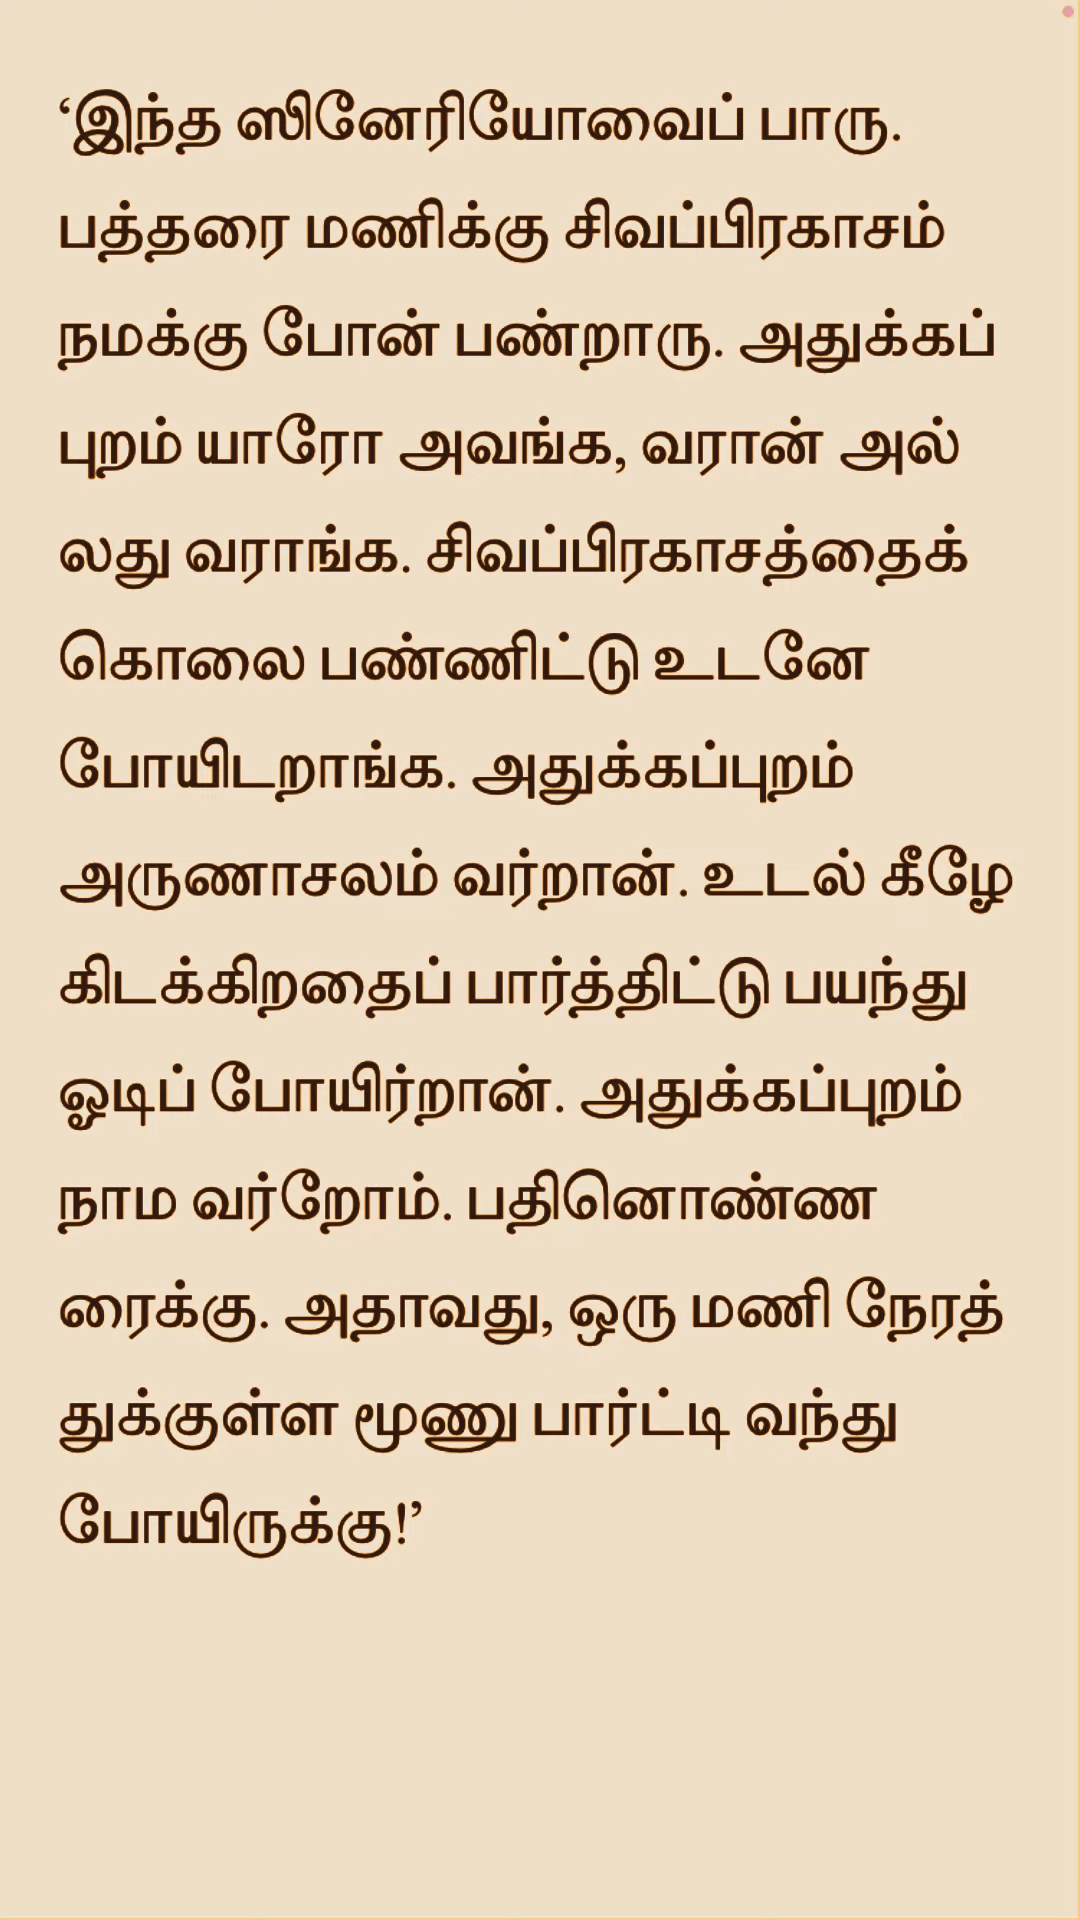 ‘இந்த ஸினேரியோவைப் பாரு.
பத்தரை மணிக்கு சிவப்பிரகாசம்
நமக்கு போன் பண்றாரு. அதுக்கப்
புறம் யாரோ அவங்க, வரான் அல்
லது வராங்க. சிவப்பிரகாசத்தைக்
கொலை பண்ணிட்டு உடனே
போயிடறாங்க. அதுக்கப்புறம்
அருணாசலம் வர்றான். உடல் கீழே
கிடக்கிறதைப் பார்த்திட்டு பயந்து
ஓடிப் போயிர்றான். அதுக்கப்புறம்
நாம வர்றோம். பதினொண்ண
ரைக்கு. அதாவது, ஒரு மணி நேரத்
துக்குள்ள மூணு பார்ட்டி வந்து
போயிருக்கு!’